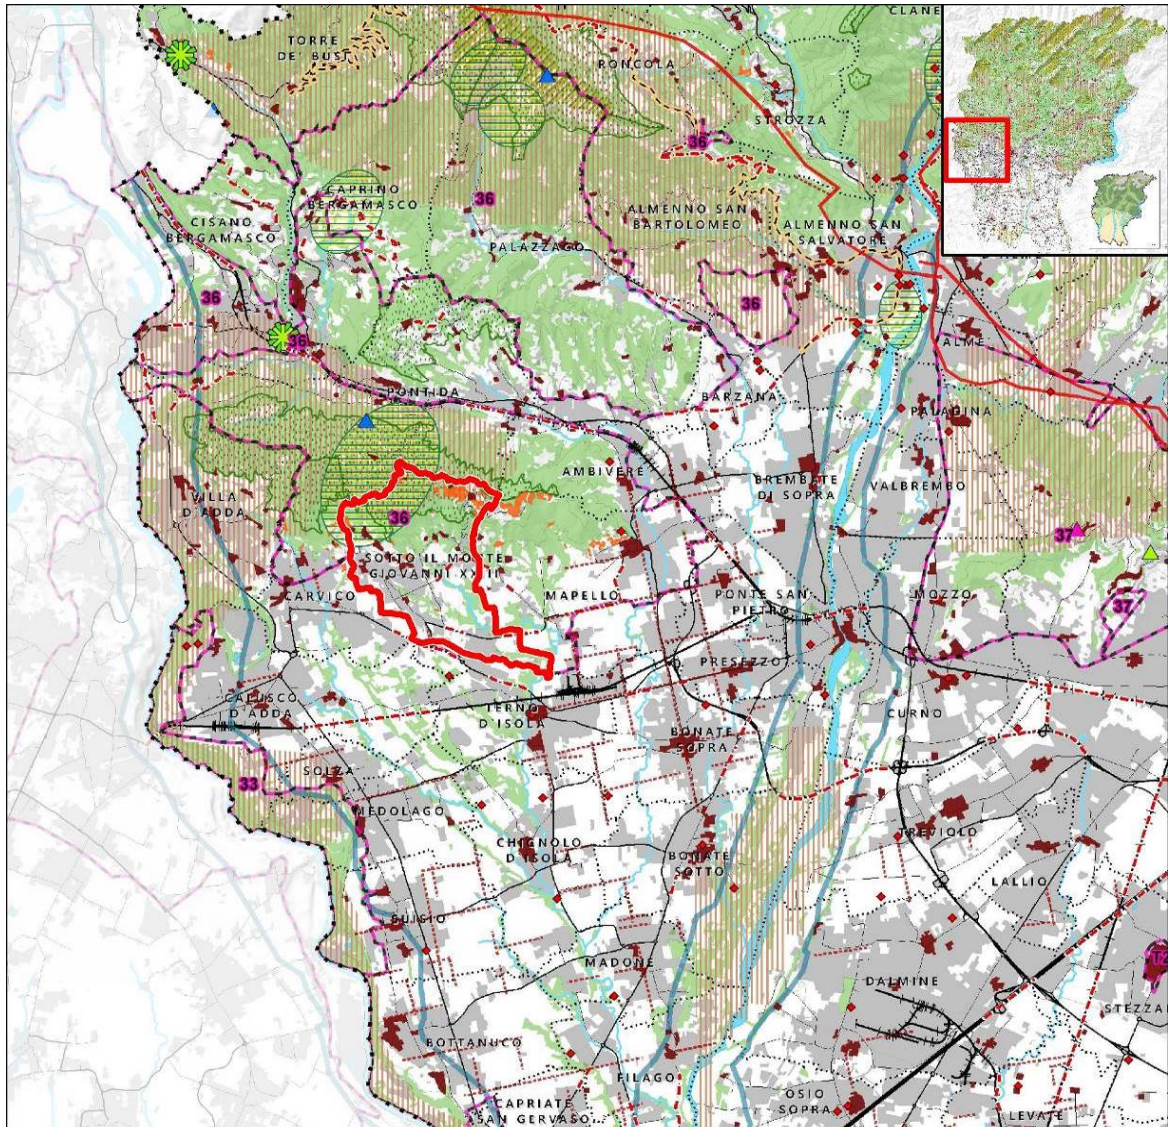 CLANE
TORRE
DE' BUSI
RONCOLA
STROZZA
36
CAPRINO
BERGAMASCO
36
CISANO
BERGAMASCO
ALMENNO SAN
BARTOLOMEO
ALMENNO SAN
SALVATORE
PALAZZAGO
36
36
36
ALMÈ
PONTIDA
BARZANA
PALADINA
AMBIVERE
BREMBATE
DI SOPRA
VALBREMBO
VILLA
D'ADDA
36
37
SOTTO IL MONTE
GIOVANNI XXIII
CARVICO
MAPELLO
PONTE SAN
PIETRO
MOZZO
37
PRESEZZO
CALUSCO
D'ADDA
TERNO
D'ISOLA
CURNO
BONATE
SOPRA
33
SOLZA
MEDOLAGO
TREVIOLO
CHIGNOLO
D'ISOLA
BONATE
SOTTO
LALLIO
SUISIO
MADONE
12
DALMINE
STEZZA
BOTTANUCO
FILAGO
OSIO
SOPRA
CAPRIATE
SAN GERVASO
LEVATE